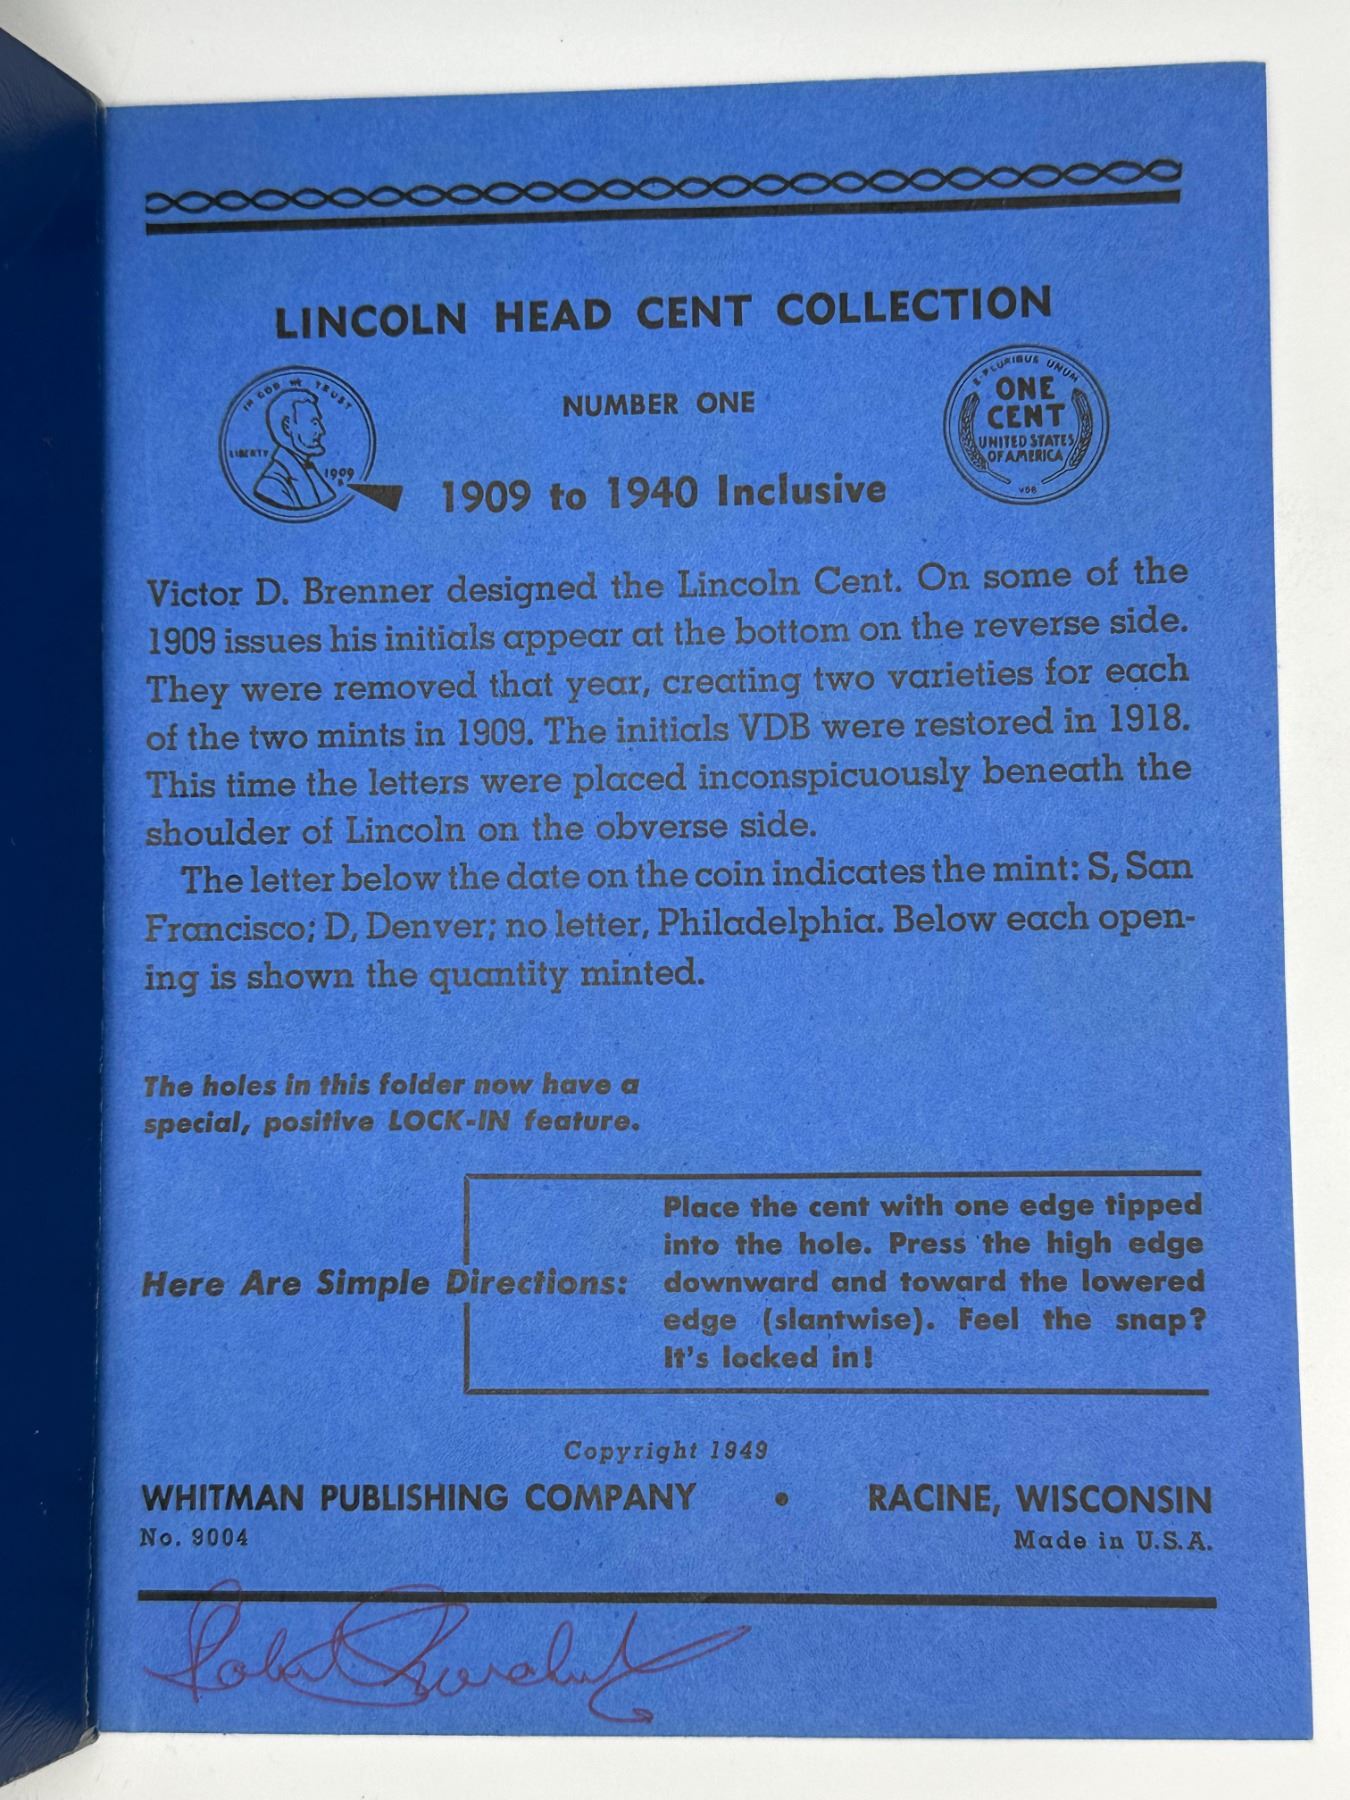 LINCOLN HEAD CENT COLLECTION
IN GOD WE TRUST
LIBERTY
1909
S
NUMBER ONE
1909 to 1940 Inclusive
E PLURIBUS UNUM
ONE
CENT
UNITED STATES
OF AMERICA
VDB
Victor D. Brenner designed the Lincoln Cent. On some of the
1909 issues his initials appear at the bottom on the reverse side.
They were removed that year, creating two varieties for each
of the two mints in 1909. The initials VDB were restored in 1918.
This time the letters were placed inconspicuously beneath the
shoulder of Lincoln on the obverse side.
The letter below the date on the coin indicates the mint: S, San
Francisco; D, Denver; no letter, Philadelphia. Below each open-
ing is shown the quantity minted.
The holes in this folder now have a
special, positive LOCK-IN feature.
Here Are Simple Directions:
Place the cent with one edge tipped
into the hole. Press the high edge
downward and toward the lowered
edge (slantwise). Feel the snap?
It's locked in!
Copyright 1949
WHITMAN PUBLISHING COMPANY • RACINE, WISCONSIN
No. 9004 Made in U.S.A.
Robert